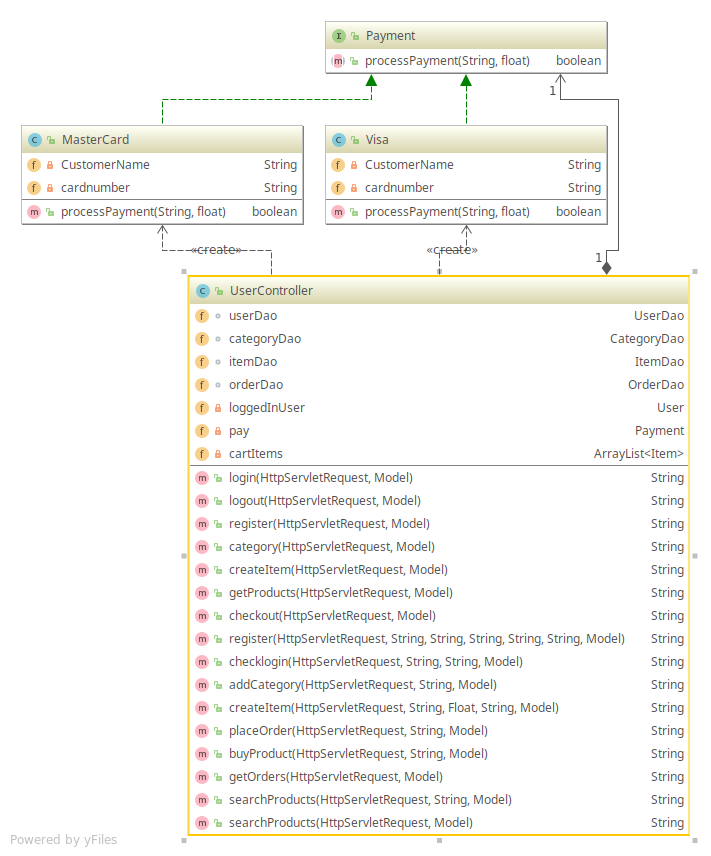 Payment
processPayment(String, float) boolean
1
MasterCard
CustomerName String
cardnumber String
processPayment(String, float) boolean
Visa
CustomerName String
cardnumber String
processPayment(String, float) boolean
«create»
«create»
1
UserController
userDao UserDao
categoryDao CategoryDao
itemDao ItemDao
orderDao OrderDao
loggedInUser User
pay Payment
cartItems ArrayList<Item>
login(HttpServletRequest, Model) String
logout(HttpServletRequest, Model) String
register(HttpServletRequest, Model) String
category(HttpServletRequest, Model) String
createItem(HttpServletRequest, Model) String
getProducts(HttpServletRequest, Model) String
checkout(HttpServletRequest, Model) String
register(HttpServletRequest, String, String, String, String, String, Model) String
checklogin(HttpServletRequest, String, String, Model) String
addCategory(HttpServletRequest, String, Model) String
createItem(HttpServletRequest, String, Float, String, Model) String
placeOrder(HttpServletRequest, String, Model) String
buyProduct(HttpServletRequest, String, Model) String
getOrders(HttpServletRequest, Model) String
searchProducts(HttpServletRequest, String, Model) String
searchProducts(HttpServletRequest, Model) String
Powered by yFiles